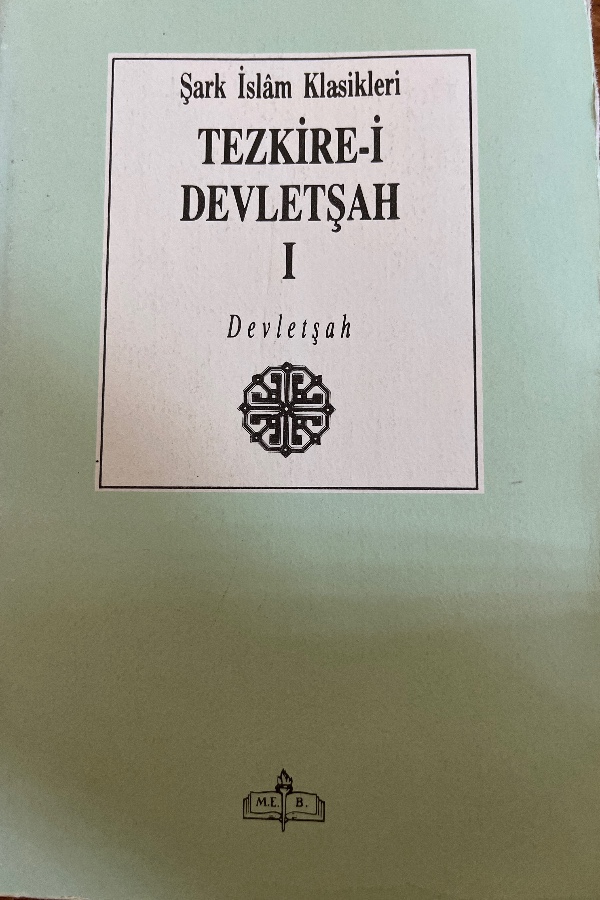 Şark İslâm Klasikleri
TEZKİRE-İ
DEVLETŞAH
I
Devletşah
M.E. B.